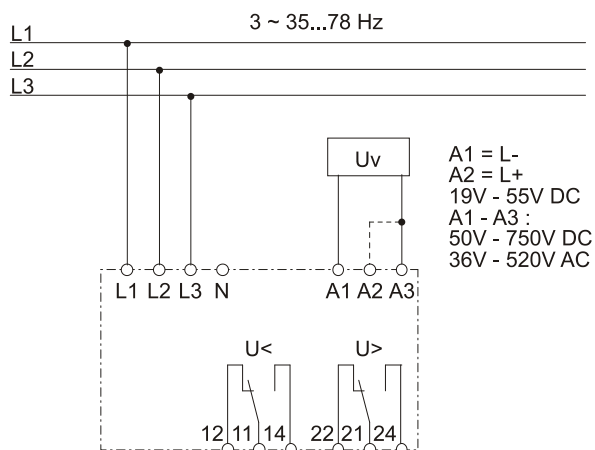 3 ~ 35...78 Hz
L1
L2
L3
Uv
A1 = L-
A2 = L+
19V - 55V DC
A1 - A3 :
50V - 750V DC
36V - 520V AC
L1 L2 L3 N A1 A2 A3
U< U>
12 11 14 22 21 24